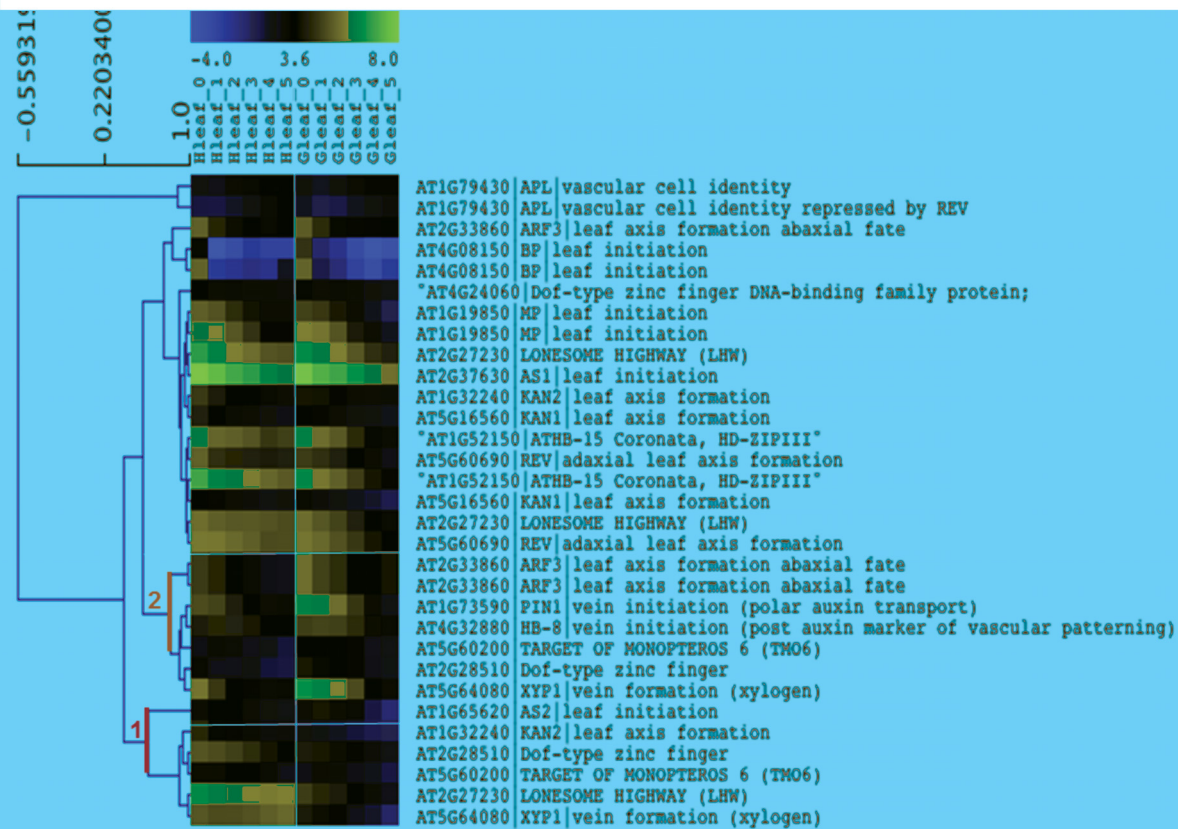 -0.559319
0.2203400
1.0
-4.0 3.6 8.0
Hleaf_0
Hleaf_1
Hleaf_2
Hleaf_3
Hleaf_4
Hleaf_5
Gleaf_0
Gleaf_1
Gleaf_2
Gleaf_3
Gleaf_4
Gleaf_5
AT1G79430|APL|vascular cell identity
AT1G79430|APL|vascular cell identity repressed by REV
AT2G33860|ARF3|leaf axis formation abaxial fate
AT4G08150|BP|leaf initiation
AT4G08150|BP|leaf initiation
"AT4G24060|Dof-type zinc finger DNA-binding family protein;
AT1G19850|MP|leaf initiation
AT1G19850|MP|leaf initiation
AT2G27230|LONESOME HIGHWAY (LHW)
AT2G37630|AS1|leaf initiation
AT1G32240|KAN2|leaf axis formation
AT5G16560|KAN1|leaf axis formation
"AT1G52150|ATHB-15 Coronata, HD-ZIPIII"
AT5G60690|REV|adaxial leaf axis formation
"AT1G52150|ATHB-15 Coronata, HD-ZIPIII"
AT5G16560|KAN1|leaf axis formation
AT2G27230|LONESOME HIGHWAY (LHW)
AT5G60690|REV|adaxial leaf axis formation
AT2G33860|ARF3|leaf axis formation abaxial fate
AT2G33860|ARF3|leaf axis formation abaxial fate
2 AT1G73590|PIN1|vein initiation (polar auxin transport)
AT4G32880|HB-8|vein initiation (post auxin marker of vascular patterning)
AT5G60200|TARGET OF MONOPTEROS 6 (TMO6)
AT2G28510|Dof-type zinc finger
AT5G64080|XYP1|vein formation (xylogen)
AT1G65620|AS2|leaf initiation
1 AT1G32240|KAN2|leaf axis formation
AT2G28510|Dof-type zinc finger
AT5G60200|TARGET OF MONOPTEROS 6 (TMO6)
AT2G27230|LONESOME HIGHWAY (LHW)
AT5G64080|XYP1|vein formation (xylogen)